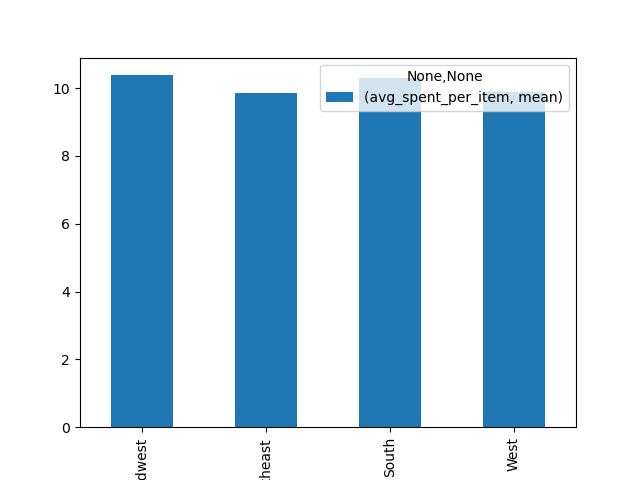 None,None
(avg_spent_per_item, mean)
10
8
6
4
2
0
dwest
theast
South
West